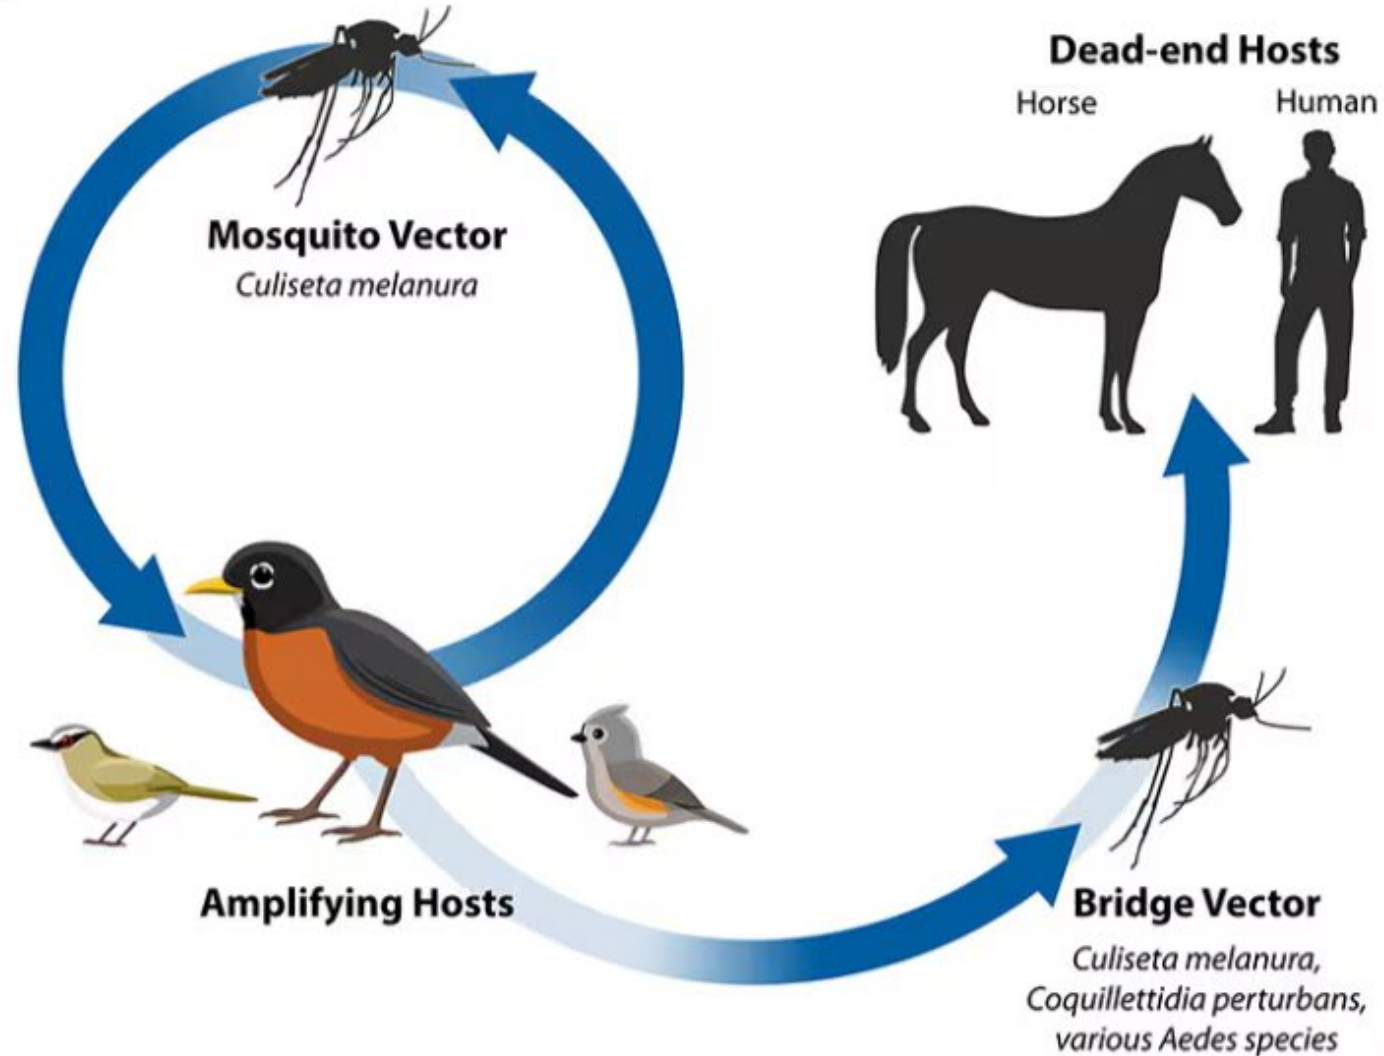 Dead-end Hosts
Horse
Human
Mosquito Vector
Culiseta melanura
Amplifying Hosts
Bridge Vector
Culiseta melanura,
Coquillettidia perturbans,
various Aedes species